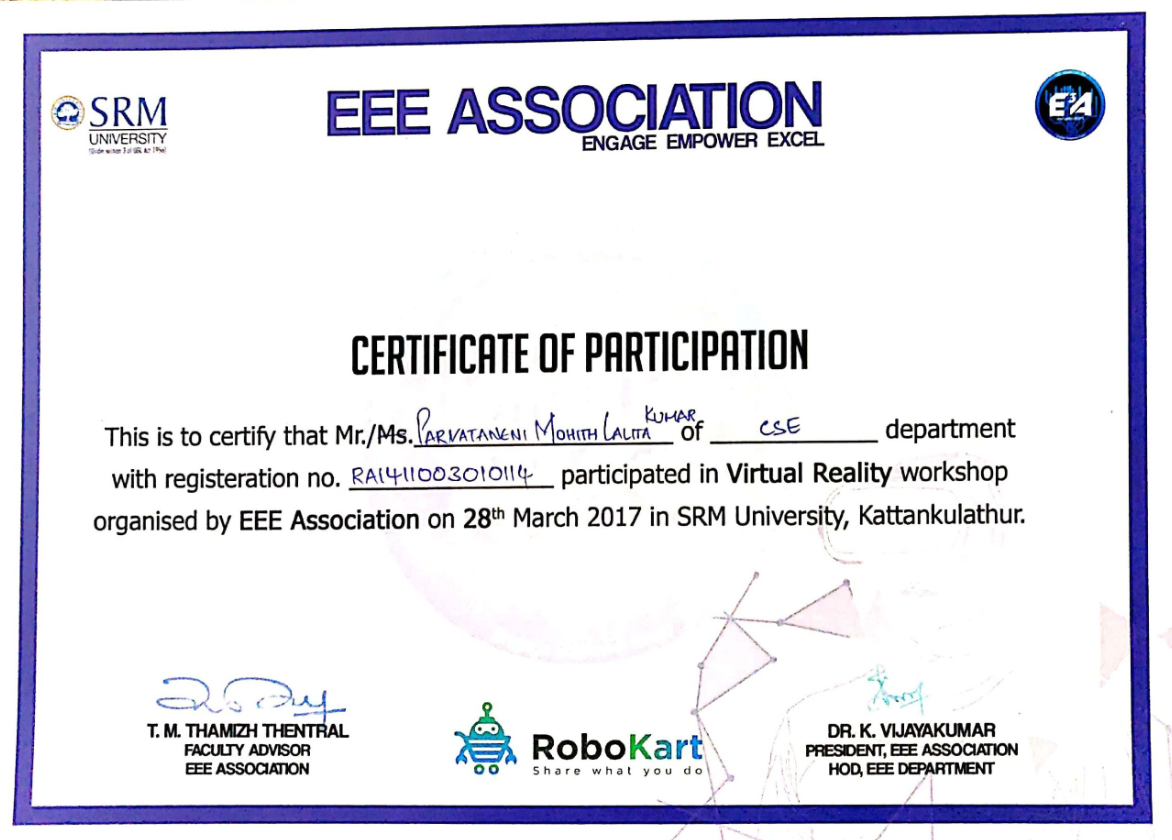 SRM
UNIVERSITY
EEE ASSOCIATION
ENGAGE EMPOWER EXCEL
E³A
CERTIFICATE OF PARTICIPATION
This is to certify that Mr./Ms. PARVATANENI MOHITH LALITA KUMAR of CSE department
with registeration no. RA1411003010114 participated in Virtual Reality workshop
organised by EEE Association on 28th March 2017 in SRM University, Kattankulathur.
T. M. THAMIZH THENTRAL
FACULTY ADVISOR
EEE ASSOCIATION
RoboKart
Share what you do
DR. K. VIJAYAKUMAR
PRESIDENT, EEE ASSOCIATION
HOD, EEE DEPARTMENT